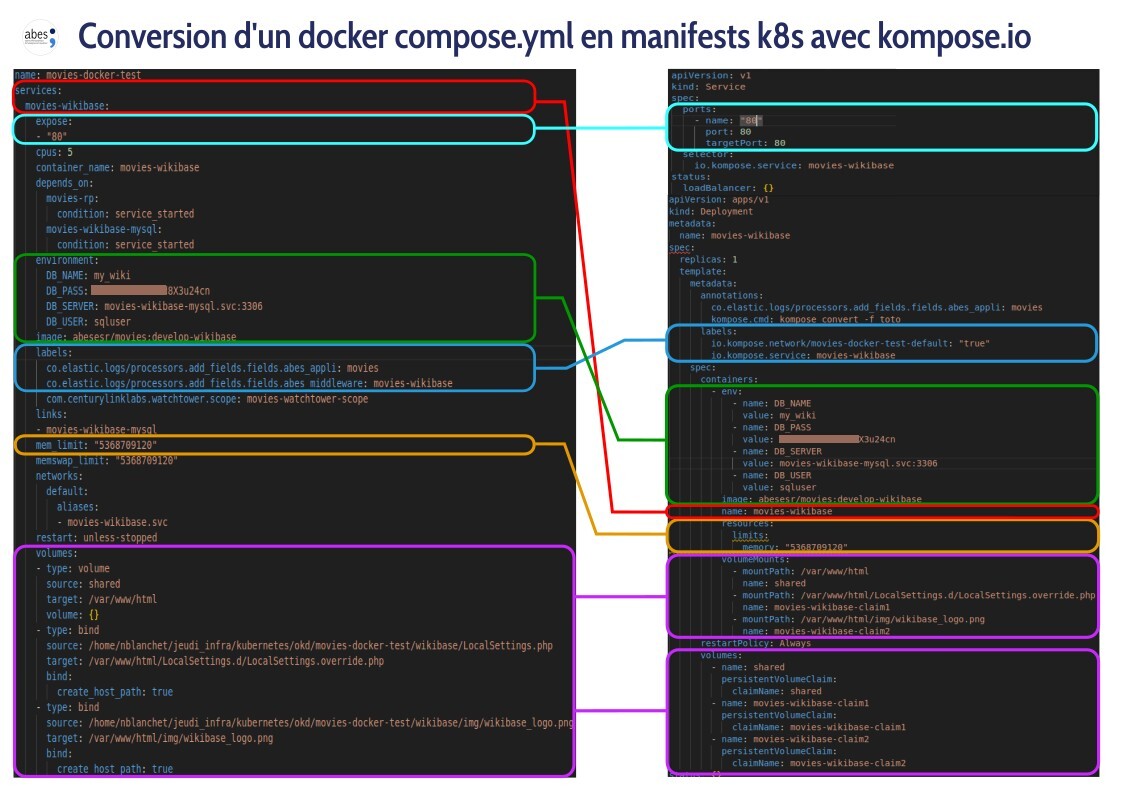 abes
Conversion d'un docker compose.yml en manifests k8s avec kompose.io
name: movies-docker-test
services:
movies-wikibase:
expose:
- "80"
cpus: 5
container_name: movies-wikibase
depends_on:
movies-rp:
condition: service_started
movies-wikibase-mysql:
condition: service_started
environment:
DB_NAME: my_wiki
DB_PASS: 8X3u24cn
DB_SERVER: movies-wikibase-mysql.svc:3306
DB_USER: sqluser
image: abesesr/movies:develop-wikibase
labels:
co.elastic.logs/processors.add_fields.fields.abes_appli: movies
co.elastic.logs/processors.add_fields.fields.abes_middleware: movies-wikibase
com.centurylinklabs.watchtower.scope: movies-watchtower-scope
links:
- movies-wikibase-mysql
mem_limit: "5368709120"
memswap_limit: "5368709120"
networks:
default:
aliases:
- movies-wikibase.svc
restart: unless-stopped
volumes:
- type: volume
source: shared
target: /var/www/html
volume: {}
- type: bind
source: /home/nblanchet/jeudi_infra/kubernetes/okd/movies-docker-test/wikibase/LocalSettings.php
target: /var/www/html/LocalSettings.d/LocalSettings.override.php
bind:
create_host_path: true
- type: bind
source: /home/nblanchet/jeudi_infra/kubernetes/okd/movies-docker-test/wikibase/img/wikibase_logo.png
target: /var/www/html/img/wikibase_logo.png
bind:
create_host_path: true
apiVersion: v1
kind: Service
spec:
ports:
- name: "80"
port: 80
targetPort: 80
selector:
io.kompose.service: movies-wikibase
status:
loadBalancer: {}
apiVersion: apps/v1
kind: Deployment
metadata:
name: movies-wikibase
spec:
replicas: 1
template:
metadata:
annotations:
co.elastic.logs/processors.add_fields.fields.abes_appli: movies
kompose.cmd: kompose convert -f toto
labels:
io.kompose.network/movies-docker-test-default: "true"
io.kompose.service: movies-wikibase
spec:
containers:
- env:
- name: DB_NAME
value: my_wiki
- name: DB_PASS
value: X3u24cn
- name: DB_SERVER
value: movies-wikibase-mysql.svc:3306
- name: DB_USER
value: sqluser
image: abesesr/movies:develop-wikibase
name: movies-wikibase
resources:
limits:
memory: "5368709120"
volumeMounts:
- mountPath: /var/www/html
name: shared
- mountPath: /var/www/html/LocalSettings.d/LocalSettings.override.php
name: movies-wikibase-claim1
- mountPath: /var/www/html/img/wikibase_logo.png
name: movies-wikibase-claim2
restartPolicy: Always
volumes:
- name: shared
persistentVolumeClaim:
claimName: shared
- name: movies-wikibase-claim1
persistentVolumeClaim:
claimName: movies-wikibase-claim1
- name: movies-wikibase-claim2
persistentVolumeClaim:
claimName: movies-wikibase-claim2